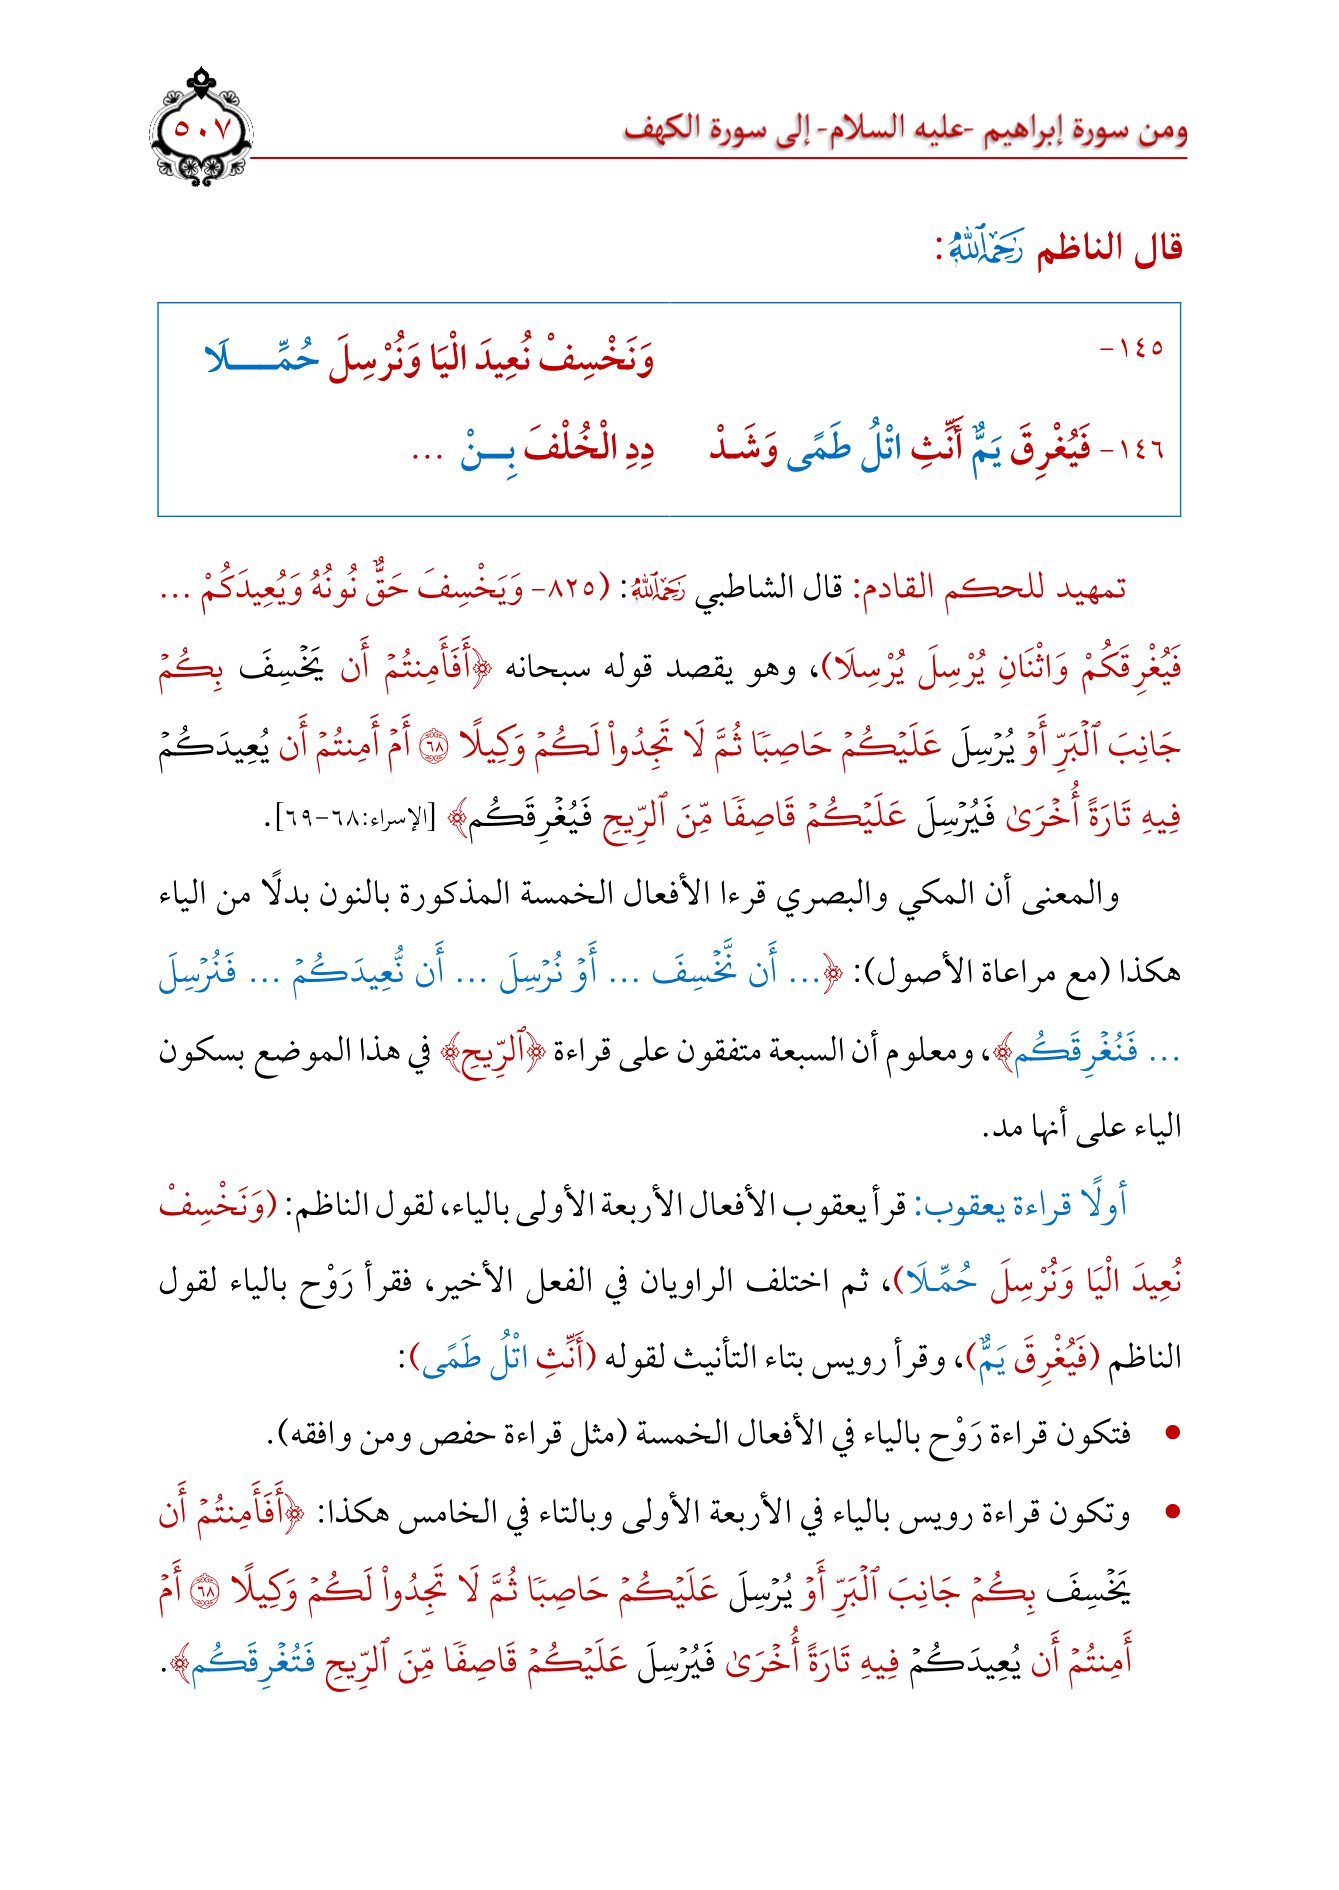 ومن سورة إبراهيم -عليه السلام- إلى سورة الكهف
٥٠٧
قال الناظم رَحِمَهُ ٱللَّهُ:
١٤٥- وَنَخْسِفْ نُعِيدَ الْيَا وَنُرْسِلَ حُمِّـــــلَا
١٤٦- فَيُغْرِقَ يَمٌّ أَنِّثِ اتْلُ طَمًى وَشَدْ دِدِ الْخُلْفَ بِـــنْ ...
تمهيد للحكم القادم: قال الشاطبي رَحِمَهُ ٱللَّهُ: (٨٢٥- وَيَخْسِفَ حَقٌّ نُونُهُ وَيُعِيدَكُمْ ...
فَيُغْرِقَكُمْ وَاثْنَانِ يُرْسِلَ يُرْسِلَا)، وهو يقصد قوله سبحانه ﴿أَفَأَمِنتُمْ أَن يَخْسِفَ بِكُمْ
جَانِبَ ٱلْبَرِّ أَوْ يُرْسِلَ عَلَيْكُمْ حَاصِبًا ثُمَّ لَا تَجِدُوا۟ لَكُمْ وَكِيلًا ٦٨ أَمْ أَمِنتُمْ أَن يُعِيدَكُمْ
فِيهِ تَارَةً أُخْرَىٰ فَيُرْسِلَ عَلَيْكُمْ قَاصِفًا مِّنَ ٱلرِّيحِ فَيُغْرِقَكُم﴾ [الإسراء:٦٨-٦٩].
والمعنى أن المكي والبصري قرءا الأفعال الخمسة المذكورة بالنون بدلًا من الياء
هكذا (مع مراعاة الأصول): ﴿... أَن نَّخْسِفَ ... أَوْ نُرْسِلَ ... أَن نُّعِيدَكُمْ ... فَنُرْسِلَ
... فَنُغْرِقَكُم﴾، ومعلوم أن السبعة متفقون على قراءة ﴿ٱلرِّيحِ﴾ في هذا الموضع بسكون
الياء على أنها مد.
أولًا قراءة يعقوب: قرأ يعقوب الأفعال الأربعة الأولى بالياء، لقول الناظم: (وَنَخْسِفْ
نُعِيدَ الْيَا وَنُرْسِلَ حُمِّـلَا)، ثم اختلف الراويان في الفعل الأخير، فقرأ رَوْح بالياء لقول
الناظم (فَيُغْرِقَ يَمٌّ)، وقرأ رويس بتاء التأنيث لقوله (أَنِّثِ اتْلُ طَمًى):
• فتكون قراءة رَوْح بالياء في الأفعال الخمسة (مثل قراءة حفص ومن وافقه).
• وتكون قراءة رويس بالياء في الأربعة الأولى وبالتاء في الخامس هكذا: ﴿أَفَأَمِنتُمْ أَن
يَخْسِفَ بِكُمْ جَانِبَ ٱلْبَرِّ أَوْ يُرْسِلَ عَلَيْكُمْ حَاصِبًا ثُمَّ لَا تَجِدُوا۟ لَكُمْ وَكِيلًا ٦٨ أَمْ
أَمِنتُمْ أَن يُعِيدَكُمْ فِيهِ تَارَةً أُخْرَىٰ فَيُرْسِلَ عَلَيْكُمْ قَاصِفًا مِّنَ ٱلرِّيحِ فَتُغْرِقَكُم﴾.